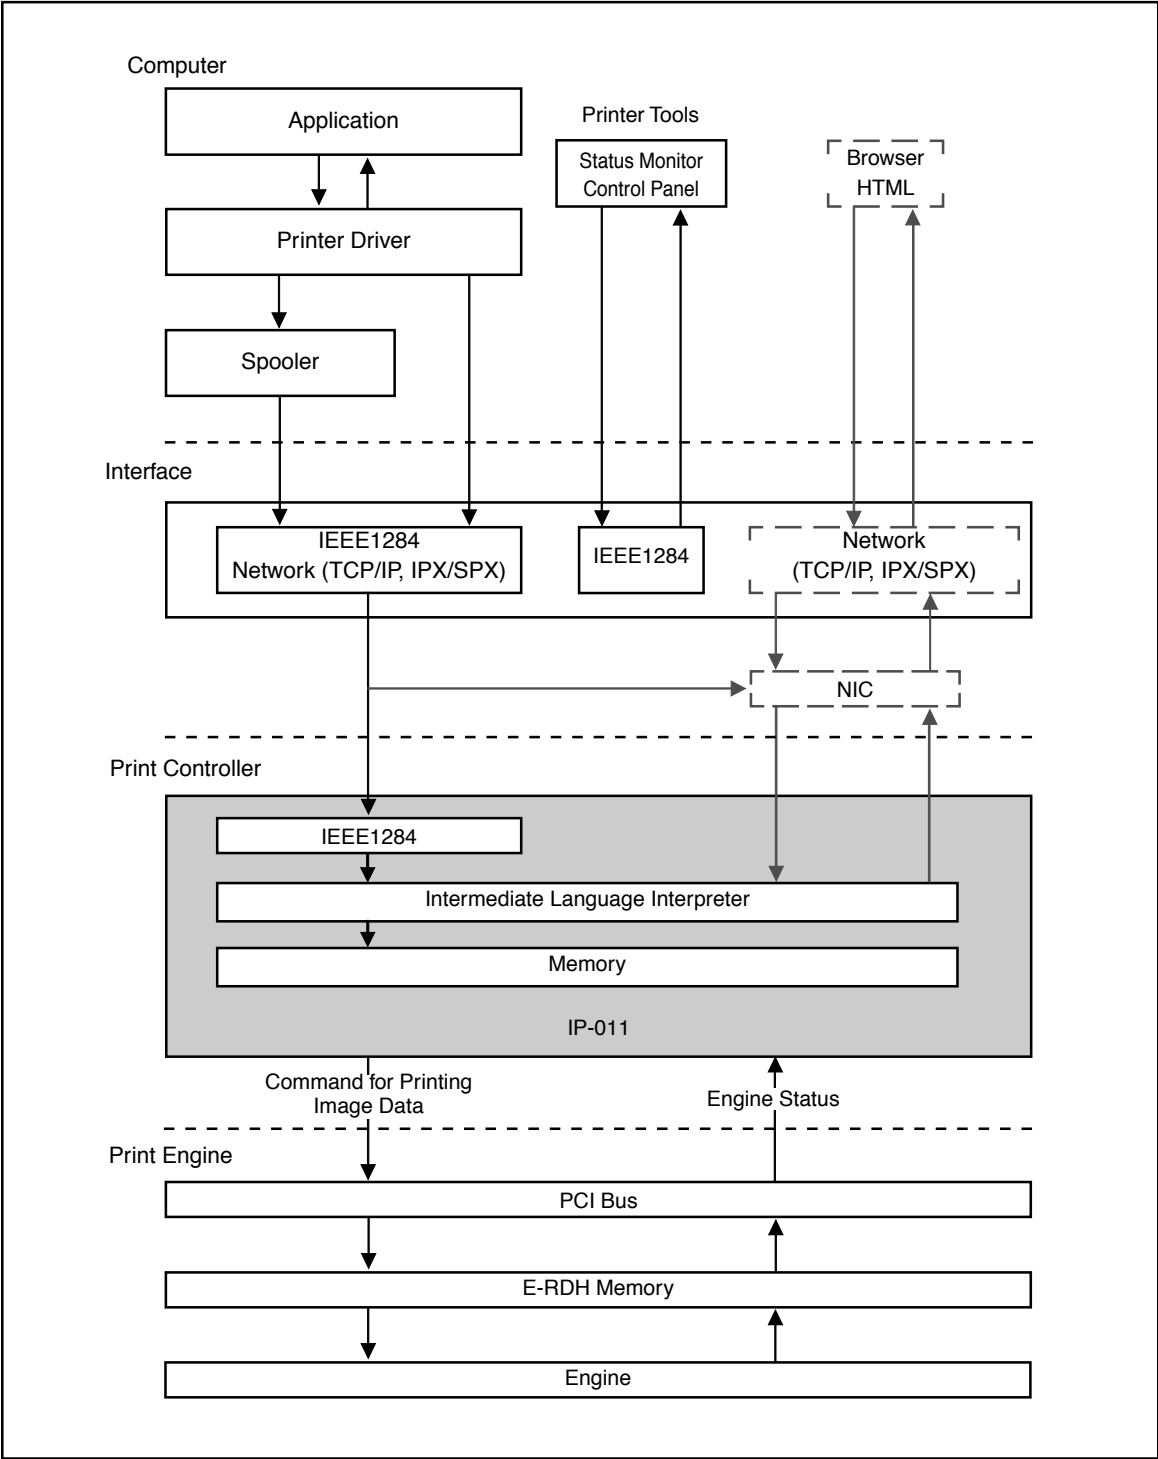 Computer
Application
Printer Tools
Status Monitor
Control Panel
Browser
HTML
Printer Driver
Spooler
Interface
IEEE1284
Network (TCP/IP, IPX/SPX)
IEEE1284
Network
(TCP/IP, IPX/SPX)
NIC
Print Controller
IEEE1284
Intermediate Language Interpreter
Memory
IP-011
Command for Printing
Image Data
Engine Status
Print Engine
PCI Bus
E-RDH Memory
Engine